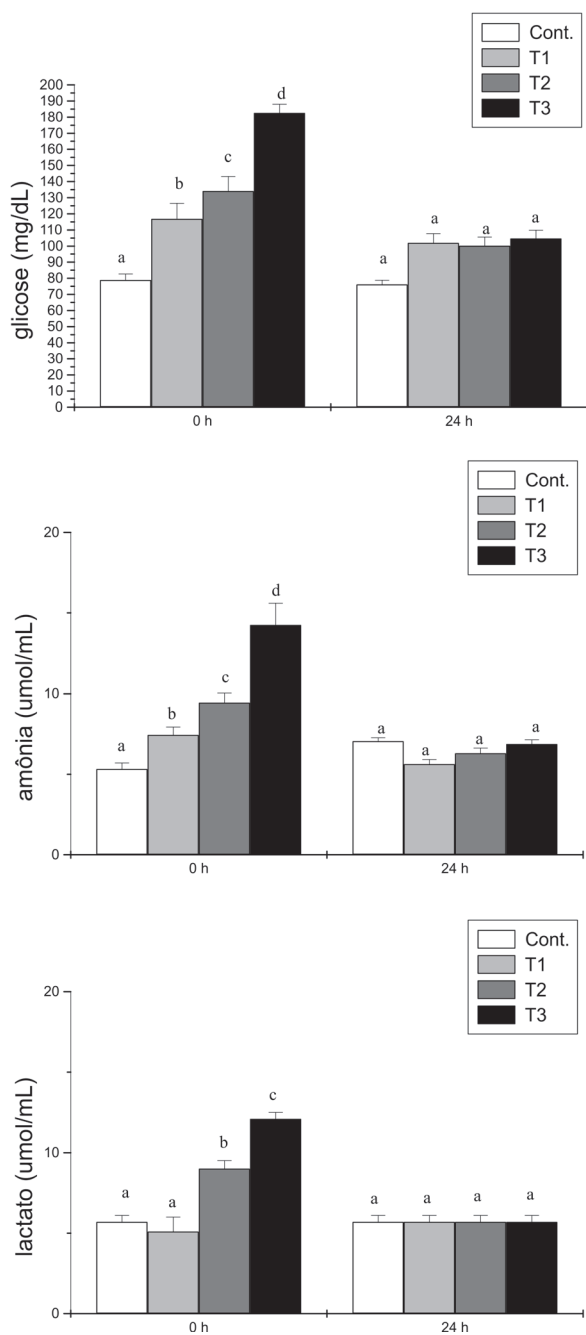 Cont.
T1
T2
T3
glicose (mg/dL)
200
190
180
170
160
150
140
130
120
110
100
90
80
70
60
50
40
30
20
10
0
a
b
c
d
a
a
a
a
0 h
24 h
Cont.
T1
T2
T3
amônia (umol/mL)
20
10
0
a
b
c
d
a
a
a
a
0 h
24 h
Cont.
T1
T2
T3
lactato (umol/mL)
20
10
0
a
a
b
c
a
a
a
a
0 h
24 h